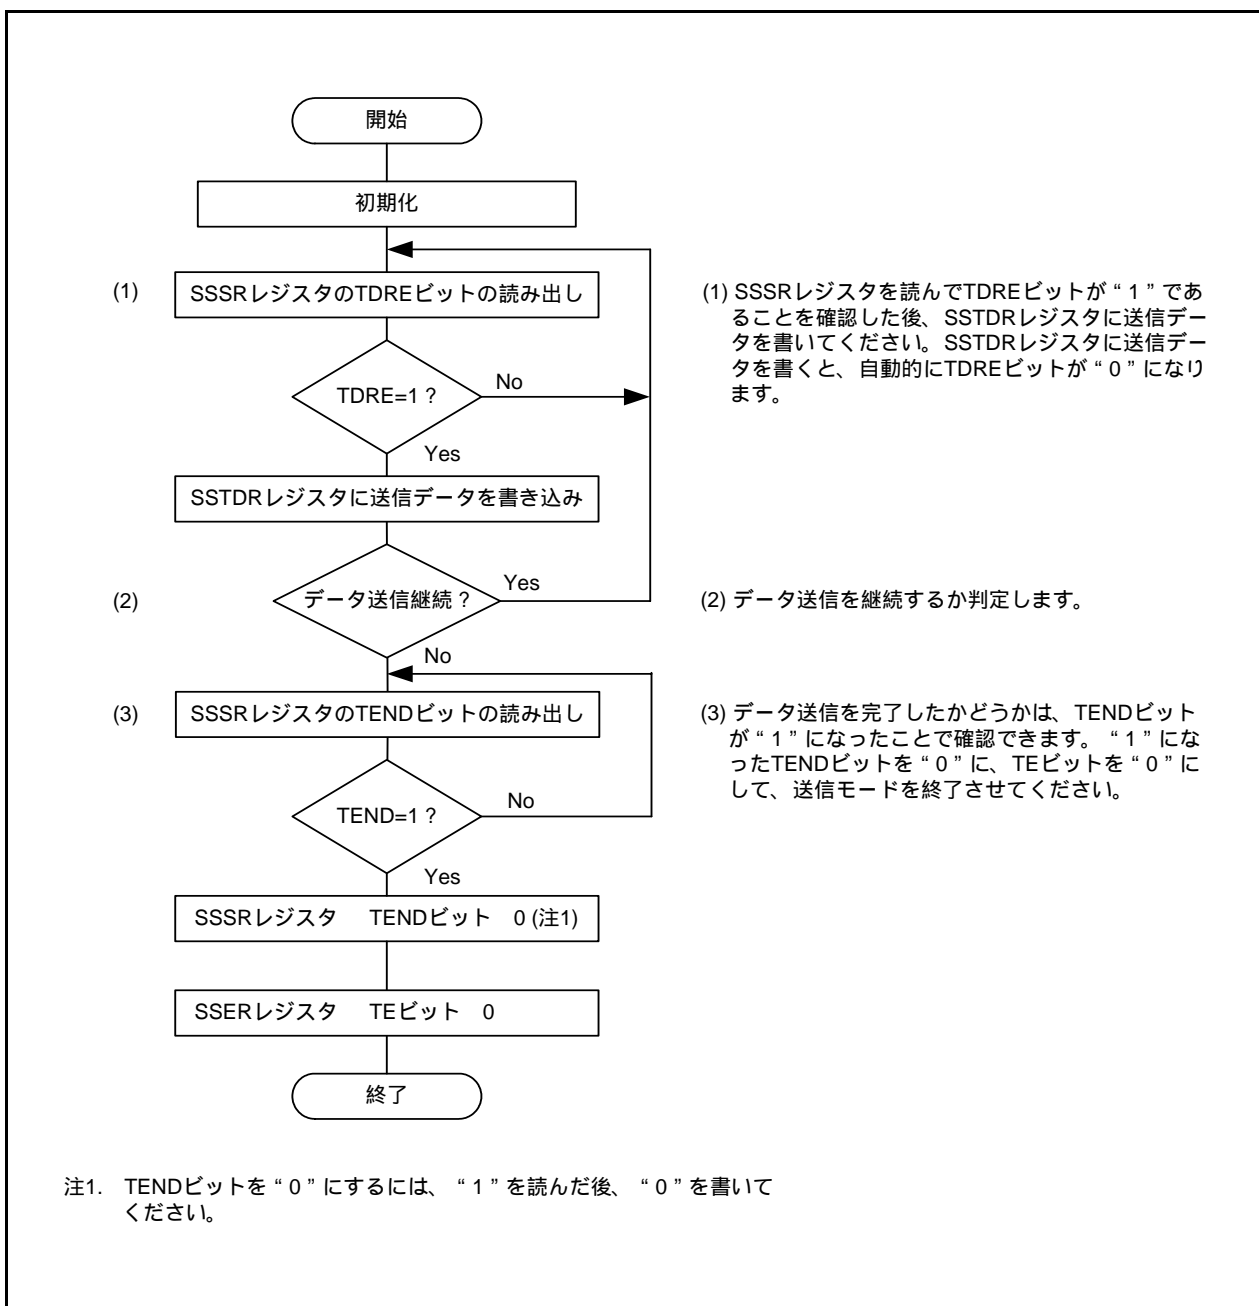 開始
初期化
(1)
SSSRレジスタのTDREビットの読み出し
TDRE=1 ?
No
Yes
SSTDRレジスタに送信データを書き込み
(2)
データ送信継続 ?
Yes
No
(3)
SSSRレジスタのTENDビットの読み出し
TEND=1 ?
No
Yes
SSSRレジスタ TENDビット 0 (注1)
SSERレジスタ TEビット 0
終了
(1) SSSRレジスタを読んでTDREビットが“1”であ
ることを確認した後、SSTDRレジスタに送信デー
タを書いてください。SSTDRレジスタに送信デー
タを書くと、自動的にTDREビットが“0”になり
ます。
(2) データ送信を継続するか判定します。
(3) データ送信を完了したかどうかは、TENDビット
が“1”になったことで確認できます。“1”にな
ったTENDビットを“0”に、TEビットを“0”に
して、送信モードを終了させてください。
注1. TENDビットを“0”にするには、“1”を読んだ後、“0”を書いて
ください。